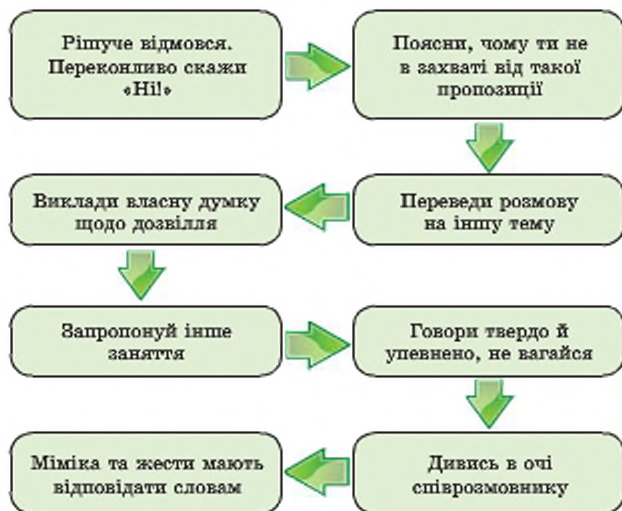 Рішуче відмовся.
Переконливо скажи
«Ні!»
Поясни, чому ти не
в захваті від такої
пропозиції
Переведи розмову
на іншу тему
Виклади власну думку
щодо дозвілля
Запропонуй інше
заняття
Говори твердо й
упевнено, не вагайся
Дивись в очі
співрозмовнику
Міміка та жести мають
відповідати словам